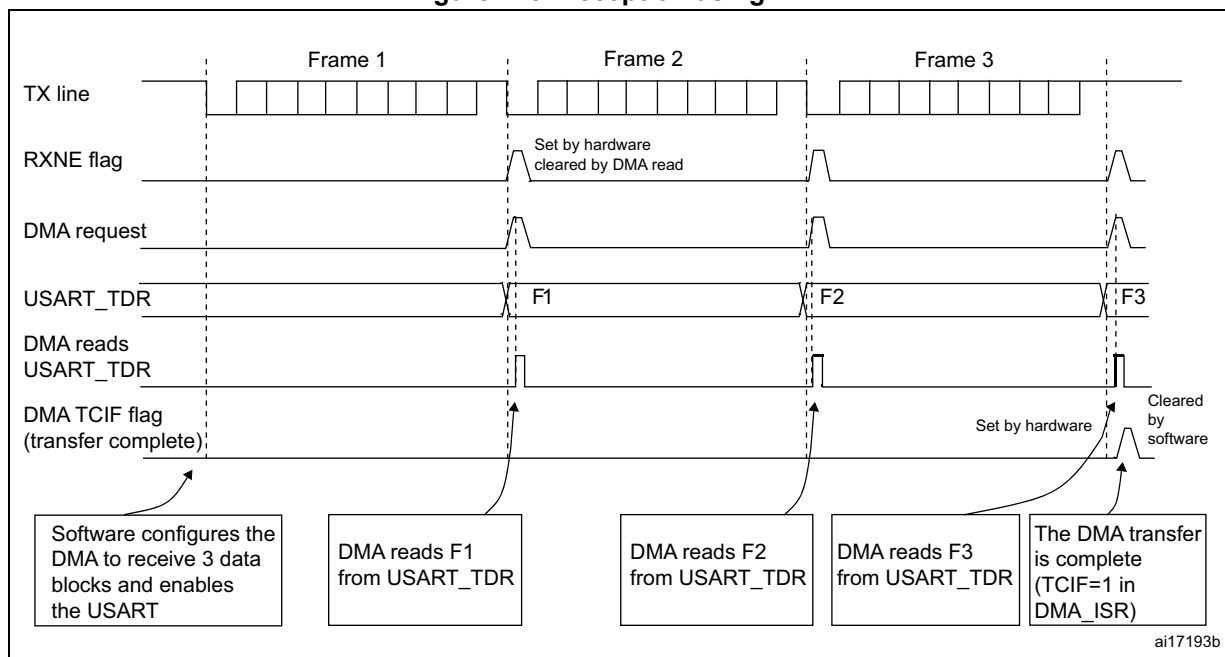 Frame 1 Frame 2 Frame 3
TX line
RXNE flag
Set by hardware
cleared by DMA read
DMA request
USART_TDR
F1 F2 F3
DMA reads
USART_TDR
DMA TCIF flag
(transfer complete)
Set by hardware
Cleared
by
software
Software configures the
DMA to receive 3 data
blocks and enables
the USART
DMA reads F1
from USART_TDR
DMA reads F2
from USART_TDR
DMA reads F3
from USART_TDR
The DMA transfer
is complete
(TCIF=1 in
DMA_ISR)
ai17193b